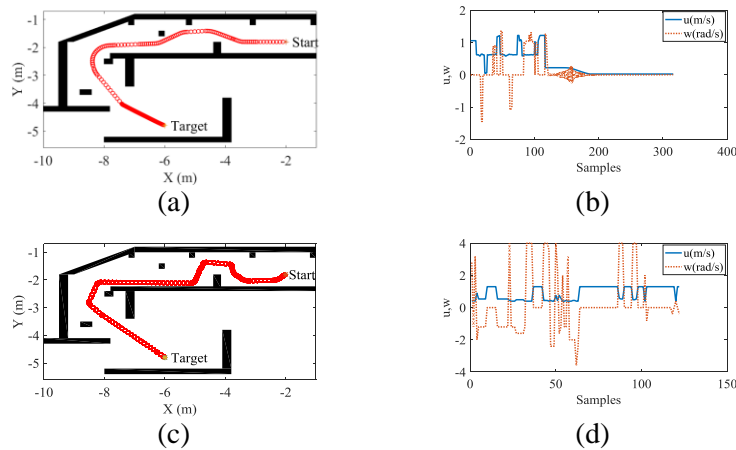 -1
-2
-3
-4
-5
Y (m)
Start
Target
-10
-8
-6
-4
-2
X (m)
(a)
2
1
0
1
2
u,w
u(m/s)
w(rad/s)
0
100
200
300
400
Samples
(b)
-1
-2
-3
-4
-5
Y (m)
Start
Target
-10
-8
-6
-4
-2
X (m)
(c)
4
2
0
-2
-4
u,w
u(m/s)
w(rad/s)
0
50
100
150
Samples
(d)